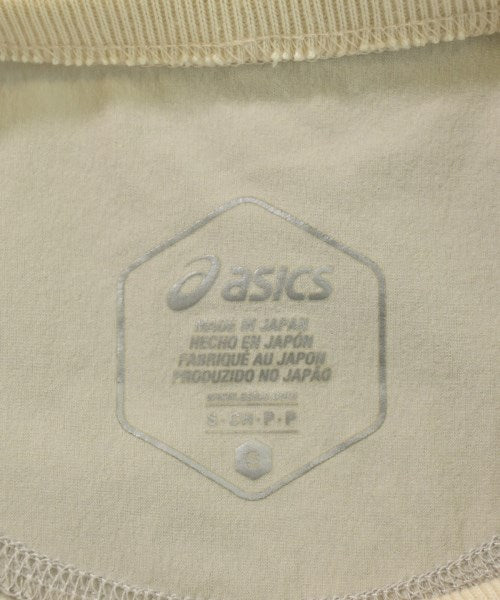 asics
MADE IN JAPAN
HECHO EN JAPÓN
FABRIQUÉ AU JAPON
PRODUZIDO NO JAPÃO
S・CH・P・P
S